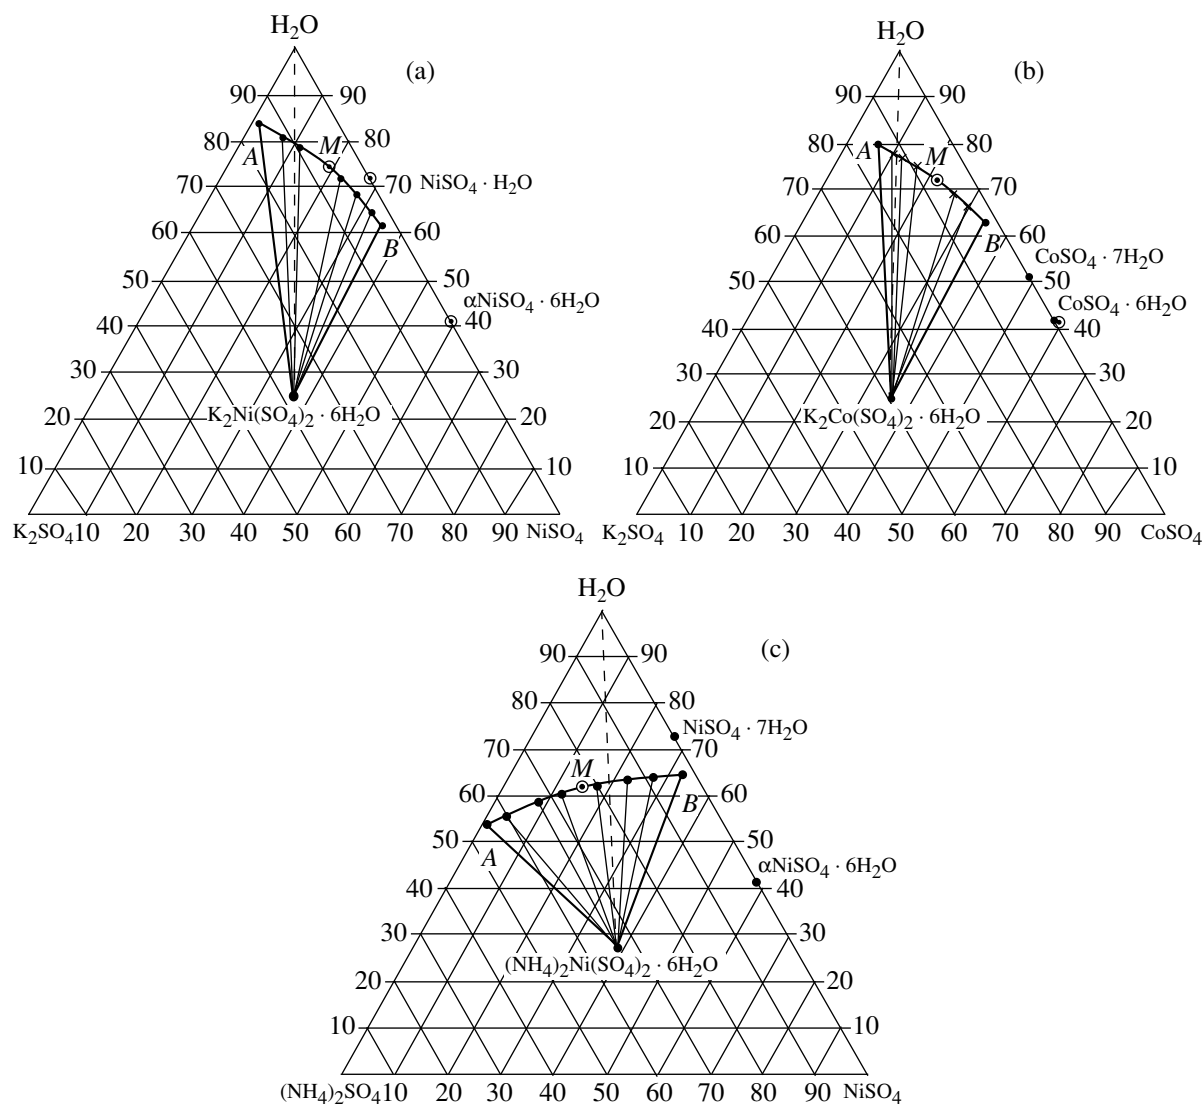 H₂O
(a)
90 90
80 M 80
A
70 70 NiSO₄ · H₂O
60 B 60
50 50
αNiSO₄ · 6H₂O
40 40
30 30
K₂Ni(SO₄)₂ · 6H₂O
20 20
10 10
K₂SO₄ 10 20 30 40 50 60 70 80 90 NiSO₄
H₂O
(b)
90 90
80 80
A M
70 70
60 B 60
CoSO₄ · 7H₂O
50 50
CoSO₄ · 6H₂O
40 40
30 30
K₂Co(SO₄)₂ · 6H₂O
20 20
10 10
K₂SO₄ 10 20 30 40 50 60 70 80 90 CoSO₄
H₂O
(c)
90 90
80 80
NiSO₄ · 7H₂O
70 M 70
60 B 60
50 A 50
αNiSO₄ · 6H₂O
40 40
30 30
(NH₄)₂Ni(SO₄)₂ · 6H₂O
20 20
10 10
(NH₄)₂SO₄ 10 20 30 40 50 60 70 80 90 NiSO₄